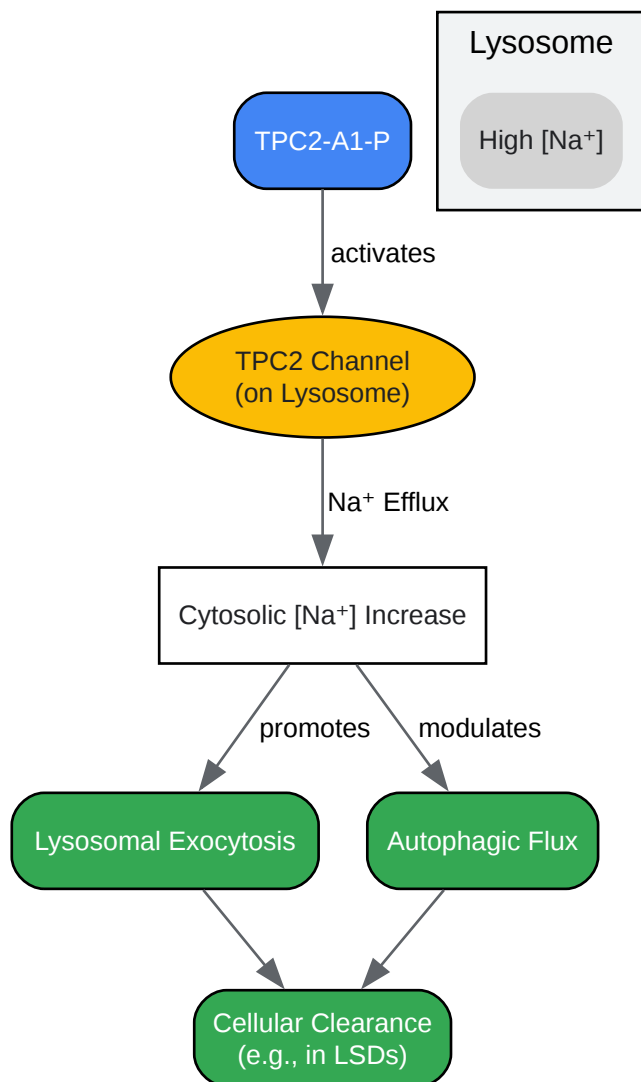 Lysosome
TPC2-A1-P
High [Na⁺]
activates
TPC2 Channel
(on Lysosome)
Na⁺ Efflux
Cytosolic [Na⁺] Increase
promotes
modulates
Lysosomal Exocytosis
Autophagic Flux
Cellular Clearance
(e.g., in LSDs)